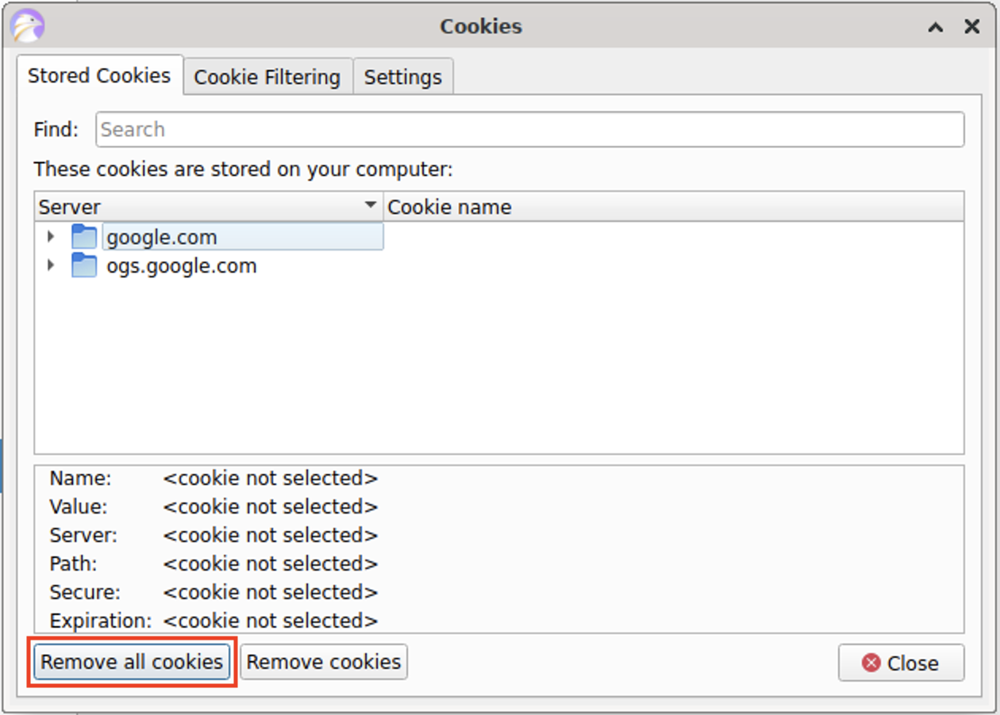 Cookies
Stored Cookies Cookie Filtering Settings
Find: Search
These cookies are stored on your computer:
Server Cookie name
google.com
ogs.google.com
Name: <cookie not selected>
Value: <cookie not selected>
Server: <cookie not selected>
Path: <cookie not selected>
Secure: <cookie not selected>
Expiration: <cookie not selected>
Remove all cookies Remove cookies Close